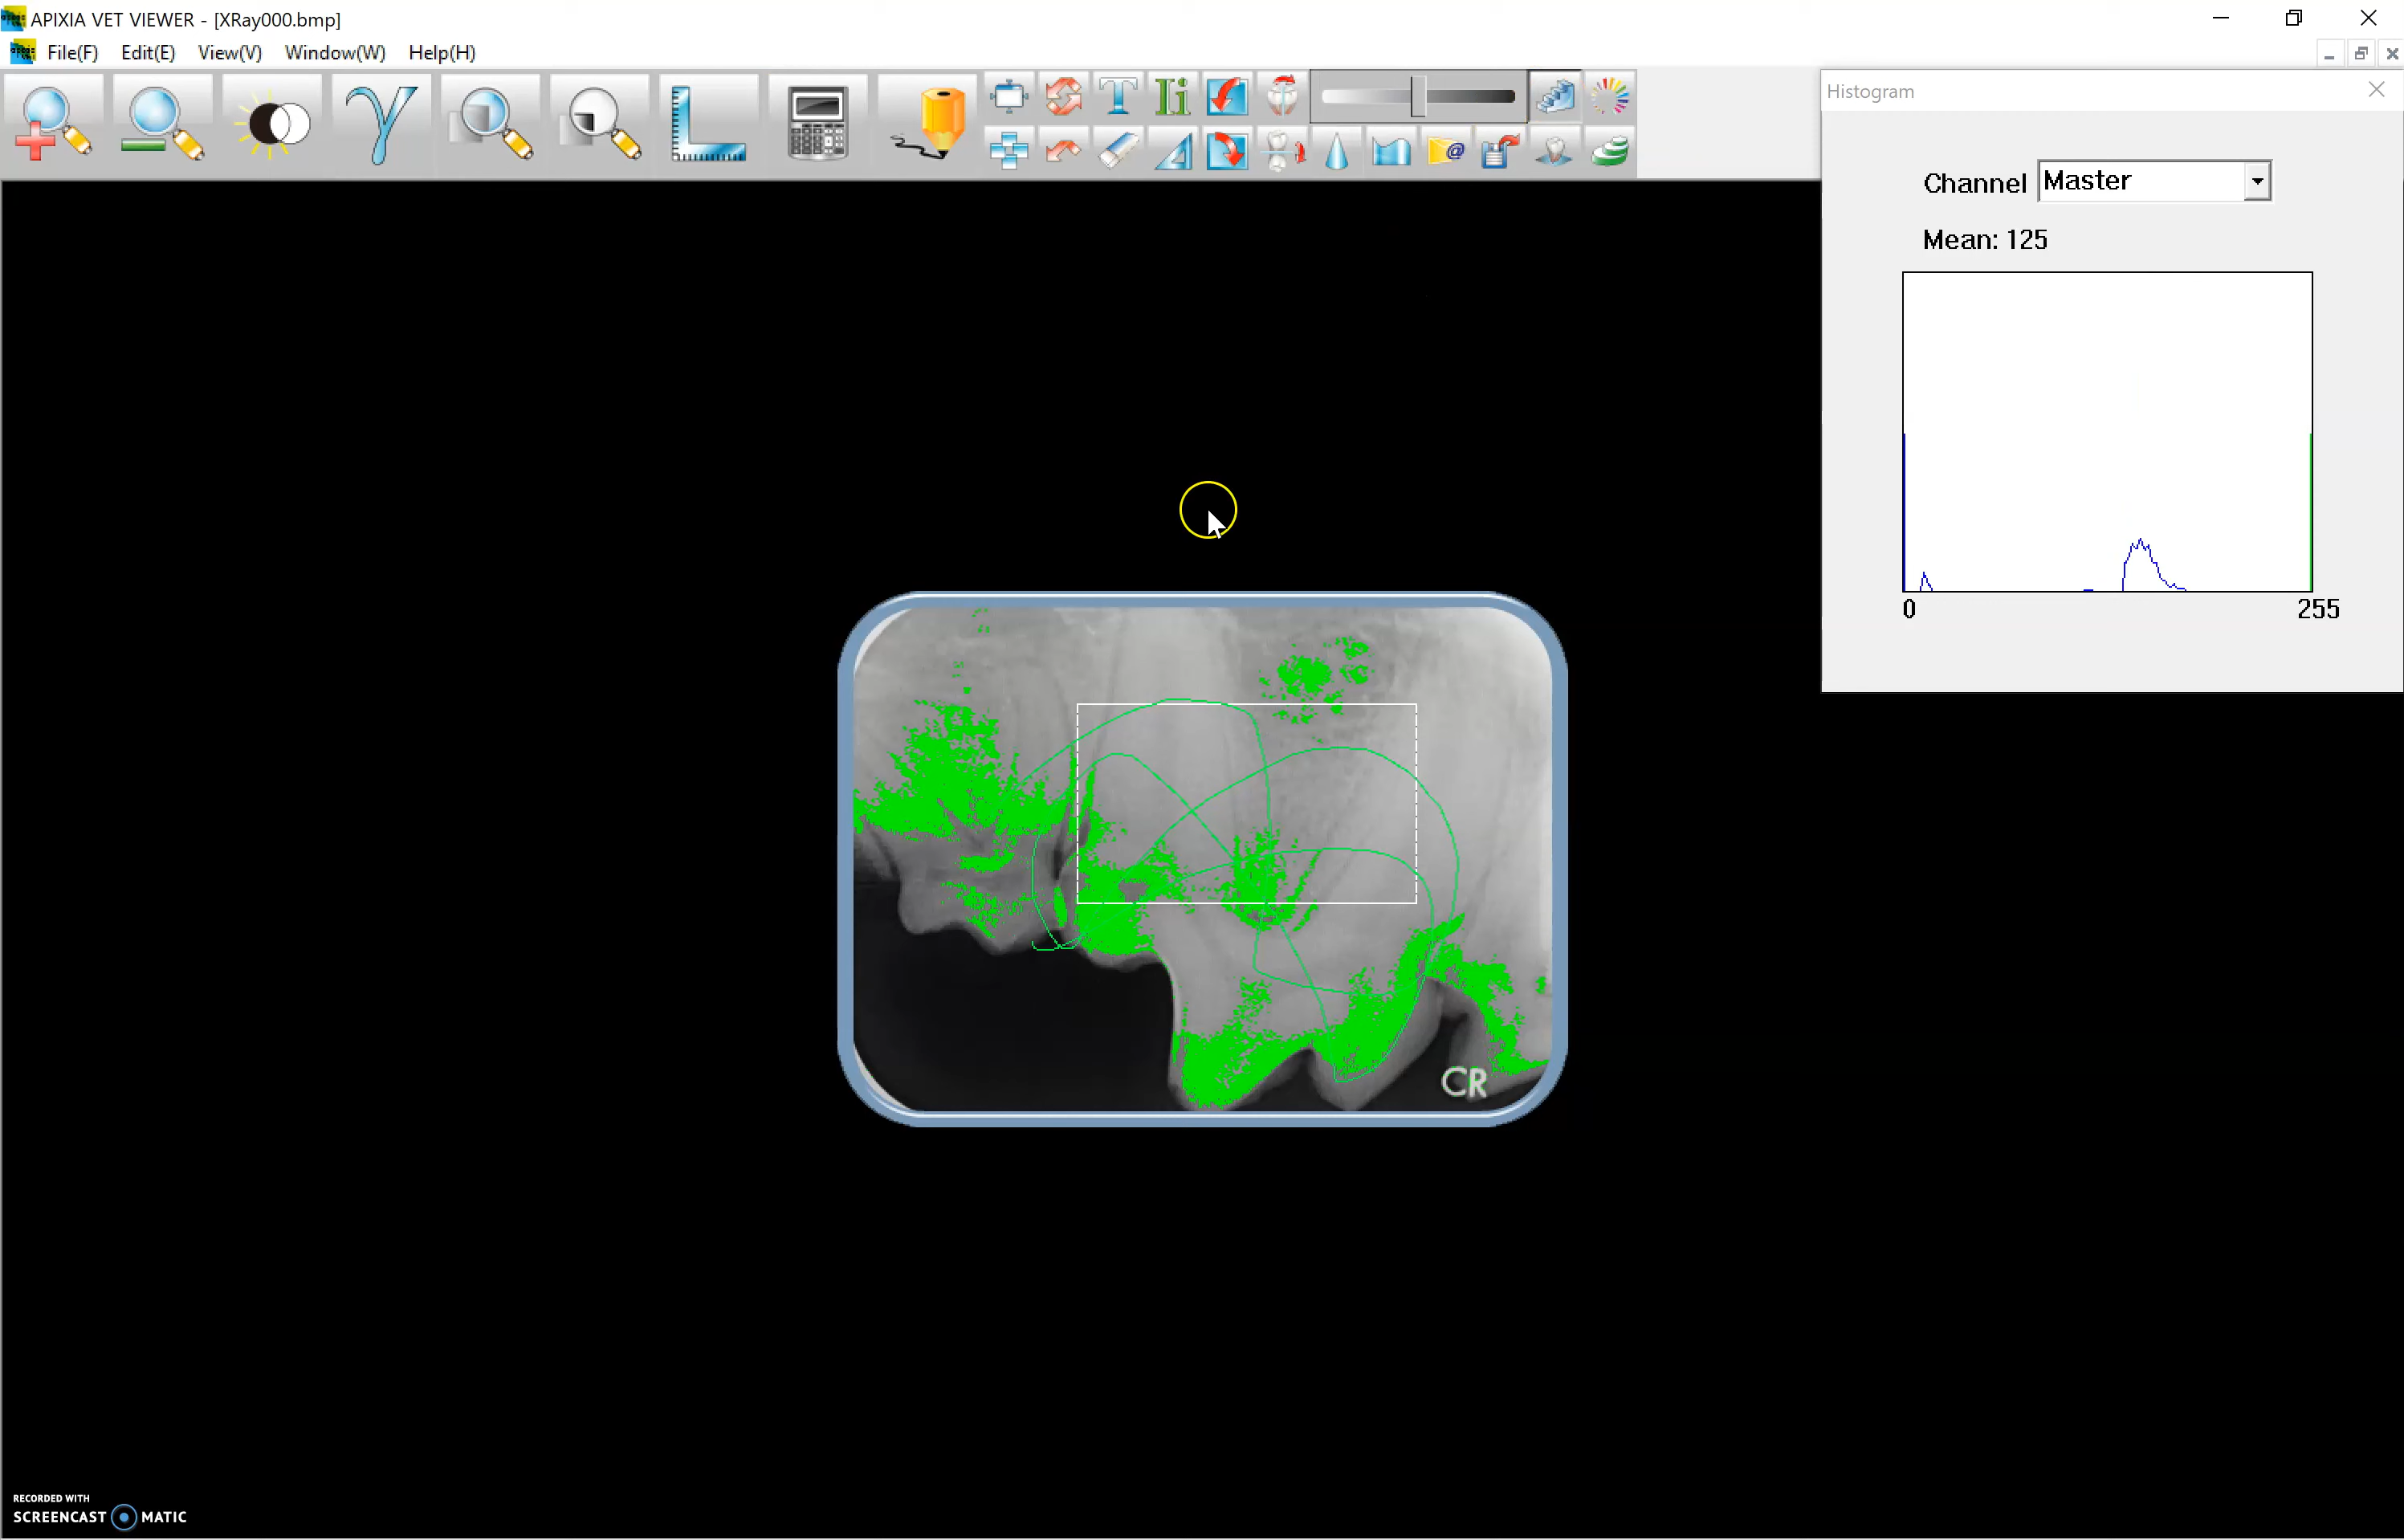 APIXIA VET VIEWER - [XRay000.bmp]
File(F) Edit(E) View(V) Window(W) Help(H)
Histogram
Channel Master
Mean: 125
0 255
CR
RECORDED WITH
SCREENCAST MATIC